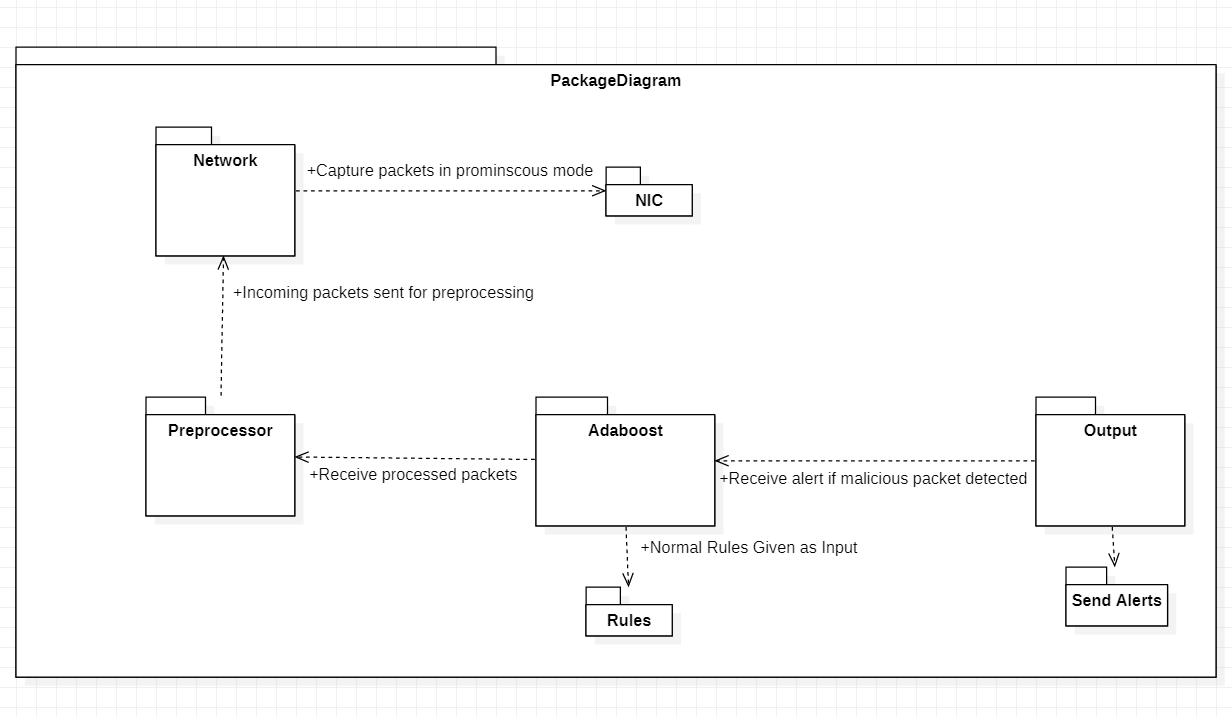 PackageDiagram
Network
+Capture packets in prominscous mode
NIC
+Incoming packets sent for preprocessing
Preprocessor
Adaboost
Output
+Receive processed packets
+Receive alert if malicious packet detected
+Normal Rules Given as Input
Send Alerts
Rules